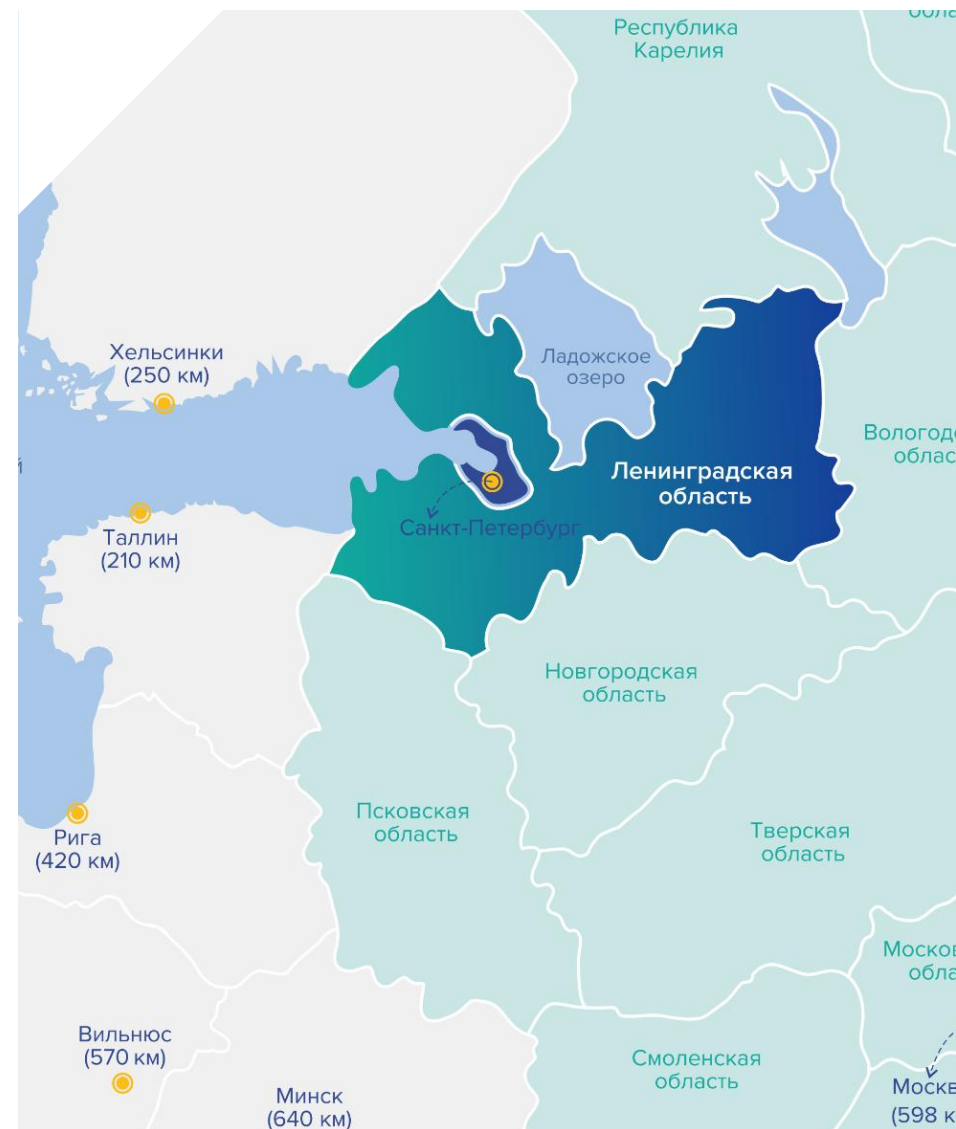 Республика
Карелия
Хельсинки
(250 км)
Ладожское
озеро
Ленинградская
область
Санкт-Петербург
Таллин
(210 км)
Новгородская
область
Псковская
область
Тверская
область
Рига
(420 км)
Вильнюс
(570 км)
Смоленская
область
Минск
(640 км)
(598 к